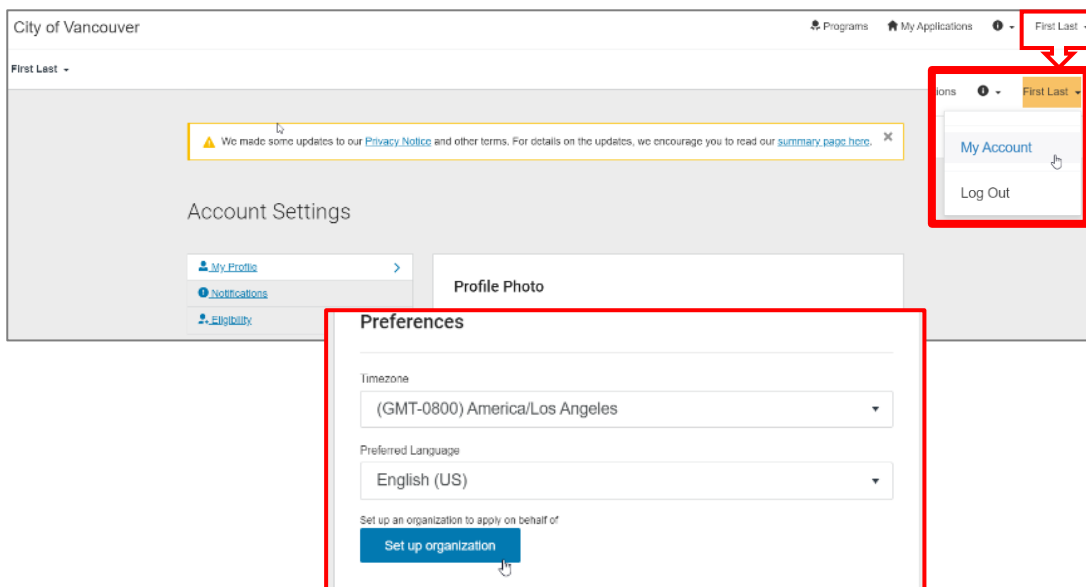 City of Vancouver
Programs My Applications First Last
First Last
ions First Last
We made some updates to our Privacy Notice and other terms. For details on the updates, we encourage you to read our summary page here.
My Account
Log Out
Account Settings
My Profile
Notifications
Eligibility
Profile Photo
Preferences
Timezone
(GMT-0800) America/Los Angeles
Preferred Language
English (US)
Set up an organization to apply on behalf of
Set up organization